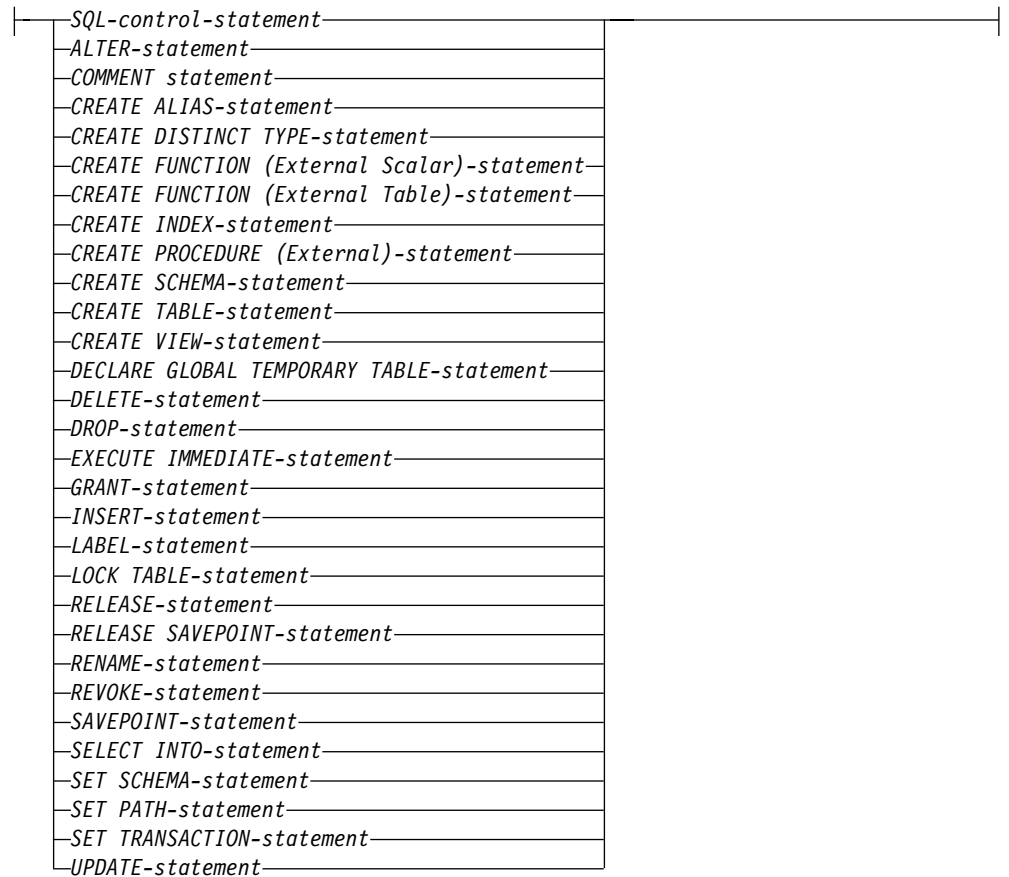 SQL-control-statement
ALTER-statement
COMMENT statement
CREATE ALIAS-statement
CREATE DISTINCT TYPE-statement
CREATE FUNCTION (External Scalar)-statement
CREATE FUNCTION (External Table)-statement
CREATE INDEX-statement
CREATE PROCEDURE (External)-statement
CREATE SCHEMA-statement
CREATE TABLE-statement
CREATE VIEW-statement
DECLARE GLOBAL TEMPORARY TABLE-statement
DELETE-statement
DROP-statement
EXECUTE IMMEDIATE-statement
GRANT-statement
INSERT-statement
LABEL-statement
LOCK TABLE-statement
RELEASE-statement
RELEASE SAVEPOINT-statement
RENAME-statement
REVOKE-statement
SAVEPOINT-statement
SELECT INTO-statement
SET SCHEMA-statement
SET PATH-statement
SET TRANSACTION-statement
UPDATE-statement